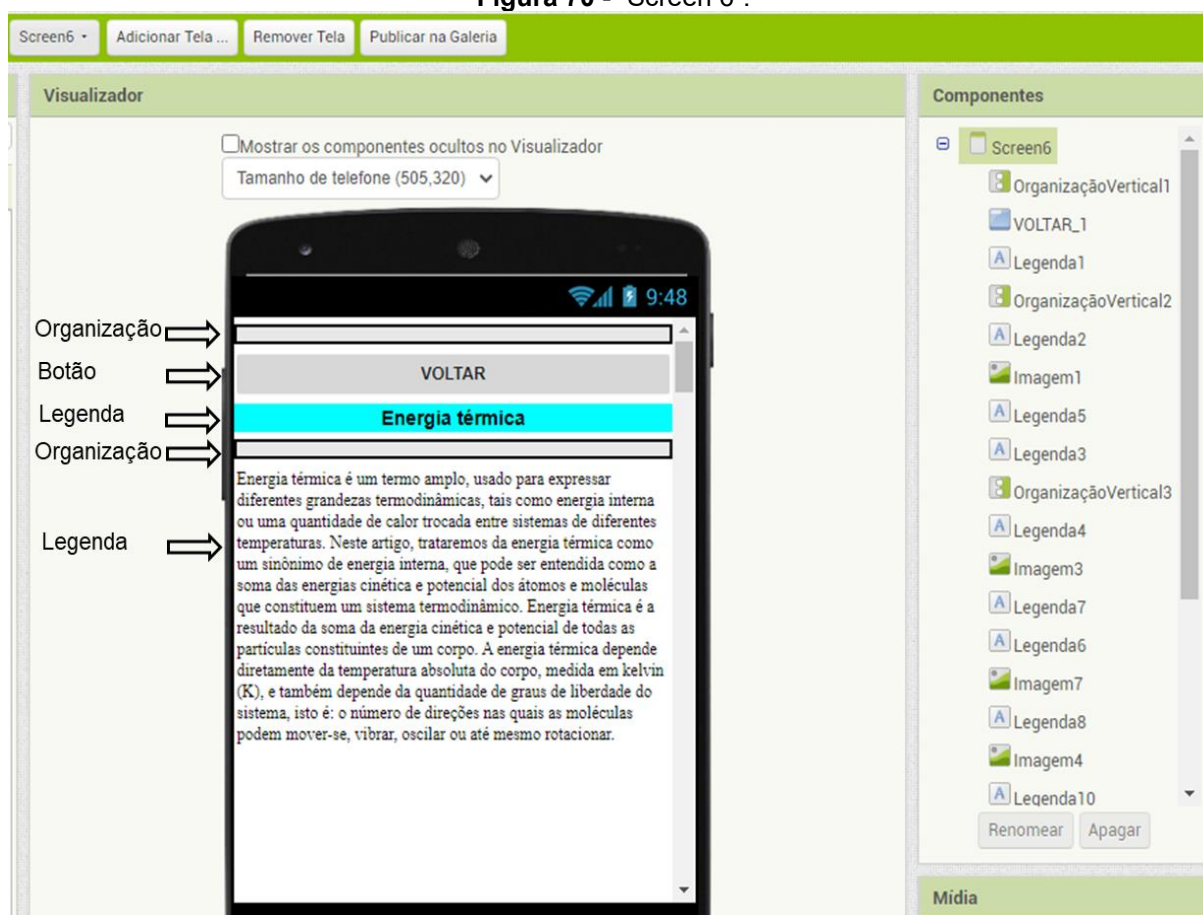 Figura 70 - "Screen 6".
Screen6
Adicionar Tela ...
Remover Tela
Publicar na Galeria
Visualizador
Mostrar os componentes ocultos no Visualizador
Tamanho de telefone (505,320)
9:48
Organização
Botão
VOLTAR
Legenda
Energia térmica
Organização
Energia térmica é um termo amplo, usado para expressar
diferentes grandezas termodinâmicas, tais como energia interna
ou uma quantidade de calor trocada entre sistemas de diferentes
temperaturas. Neste artigo, trataremos da energia térmica como
um sinônimo de energia interna, que pode ser entendida como a
soma das energias cinética e potencial dos átomos e moléculas
que constituem um sistema termodinâmico. Energia térmica é a
resultado da soma da energia cinética e potencial de todas as
partículas constituintes de um corpo. A energia térmica depende
diretamente da temperatura absoluta do corpo, medida em kelvin
(K), e também depende da quantidade de graus de liberdade do
sistema, isto é: o número de direções nas quais as moléculas
podem mover-se, vibrar, oscilar ou até mesmo rotacionar.
Legenda
Componentes
Screen6
OrganizaçãoVertical1
VOLTAR_1
Legenda1
OrganizaçãoVertical2
Legenda2
Imagem1
Legenda5
Legenda3
OrganizaçãoVertical3
Legenda4
Imagem3
Legenda7
Legenda6
Imagem7
Legenda8
Imagem4
Legenda10
Renomear
Apagar
Mídia